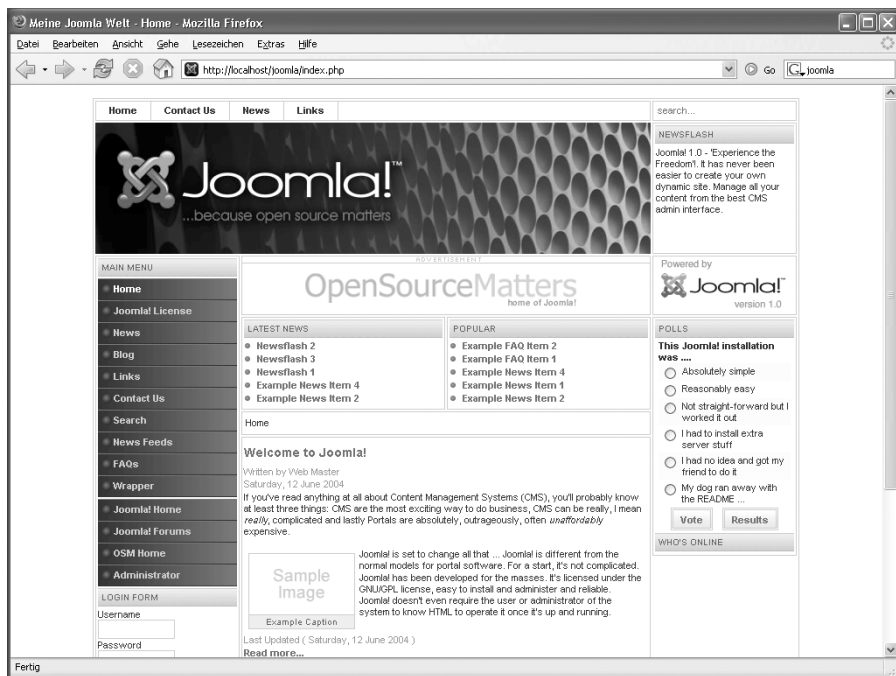 Meine Joomla Welt - Home - Mozilla Firefox
Datei Bearbeiten Ansicht Gehe Lesezeichen Extras Hilfe
http://localhost/joomla/index.php
Go
joomla
Home Contact Us News Links
search...
Joomla!™
...because open source matters
NEWSFLASH
Joomla! 1.0 - 'Experience the
Freedom'!. It has never been
easier to create your own
dynamic site. Manage all your
content from the best CMS
admin interface.
MAIN MENU
Home
Joomla! License
News
Blog
Links
Contact Us
Search
News Feeds
FAQs
Wrapper
Joomla! Home
Joomla! Forums
OSM Home
Administrator
LOGIN FORM
Username
Password
ADVERTISEMENT
OpenSourceMatters
home of Joomla!
LATEST NEWS
Newsflash 2
Newsflash 3
Newsflash 1
Example News Item 4
Example News Item 2
POPULAR
Example FAQ Item 2
Example FAQ Item 1
Example News Item 4
Example News Item 1
Example News Item 2
Home
Welcome to Joomla!
Written by Web Master
Saturday, 12 June 2004
If you've read anything at all about Content Management Systems (CMS), you'll probably know
at least three things: CMS are the most exciting way to do business, CMS can be really, I mean
really, complicated and lastly Portals are absolutely, outrageously, often unaffordably
expensive.
Sample
Image
Example Caption
Joomla! is set to change all that ... Joomla! is different from the
normal models for portal software. For a start, it's not complicated.
Joomla! has been developed for the masses. It's licensed under the
GNU/GPL license, easy to install and administer and reliable.
Joomla! doesn't even require the user or administrator of the
system to know HTML to operate it once it's up and running.
Last Updated ( Saturday, 12 June 2004 )
Read more...
Powered by
Joomla!™
version 1.0
POLLS
This Joomla! installation
was ....
Absolutely simple
Reasonably easy
Not straight-forward but I
worked it out
I had to install extra
server stuff
I had no idea and got my
friend to do it
My dog ran away with
the README ...
Vote Results
WHO'S ONLINE
Fertig